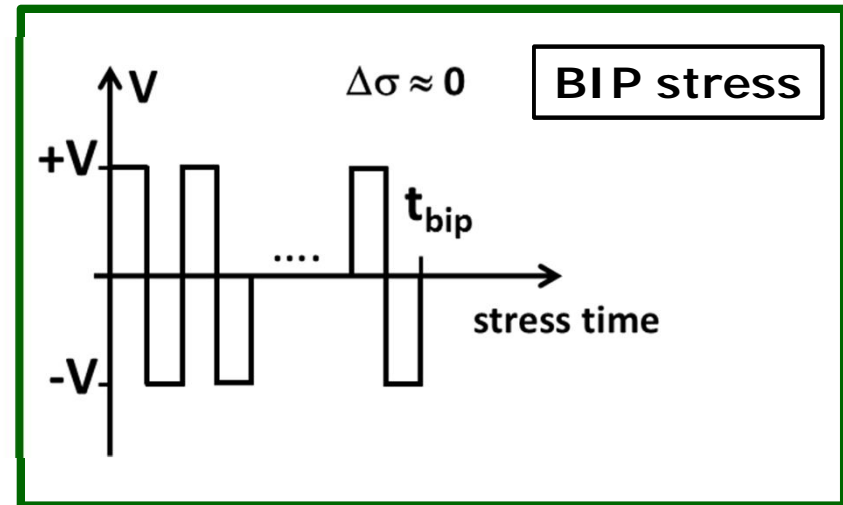 BIP stress
V
Δσ ≈ 0
+V
t_bip
....
stress time
-V